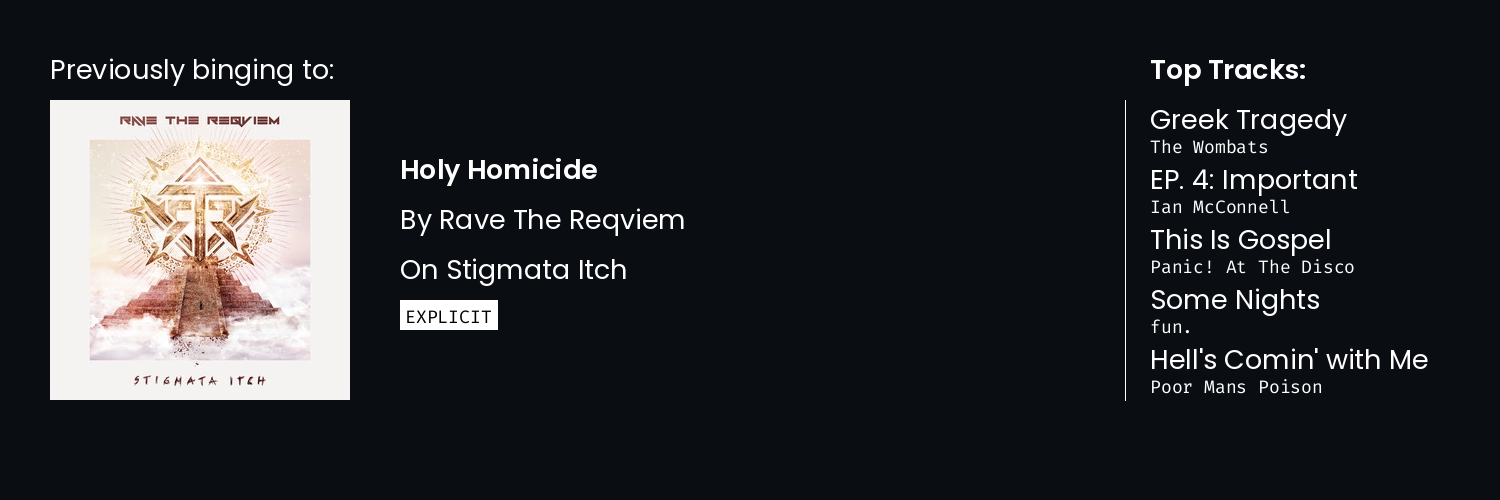 Previously binging to:
RAVE THE REQVIEM
STIGMATA ITCH
Holy Homicide
By Rave The Reqviem
On Stigmata Itch
EXPLICIT
Top Tracks:
Greek Tragedy
The Wombats
EP. 4: Important
Ian McConnell
This Is Gospel
Panic! At The Disco
Some Nights
fun.
Hell's Comin' with Me
Poor Mans Poison